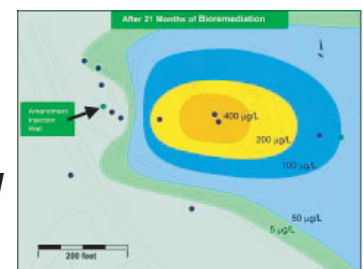 After 21 Months of Bioremediation
Amendment
Injection
Well
400 µg/L
200 µg/L
100 µg/L
50 µg/L
5 µg/L
200 feet